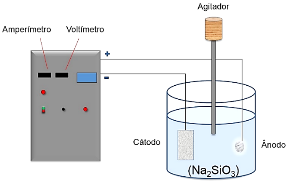 Agitador
Amperímetro Voltímetro
+
-
Cátodo
Ânodo
(Na₂SiO₃)